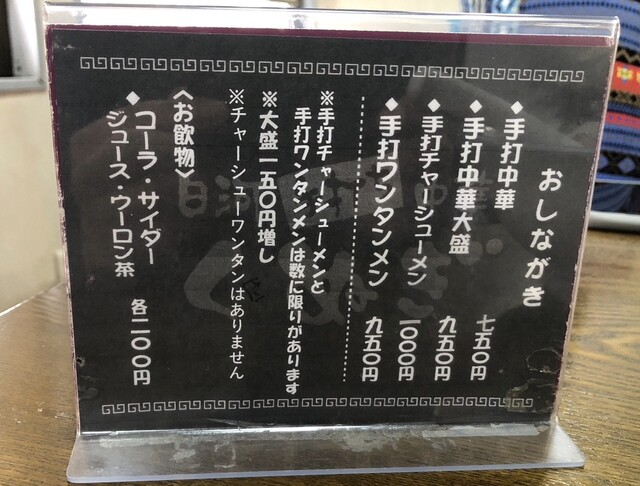 おしながき
◆手打中華 七五〇円
◆手打中華大盛 九五〇円
◆手打チャーシューメン 一〇〇〇円
◆手打ワンタンメン 九五〇円
※手打チャーシューメンと
手打ワンタンメンは数に限りがあります
※大盛一五〇円増し
※チャーシューワンタンはありません
メン
〈お飲物〉
◆コーラ・サイダー
ジュース・ウーロン茶 各二〇〇円